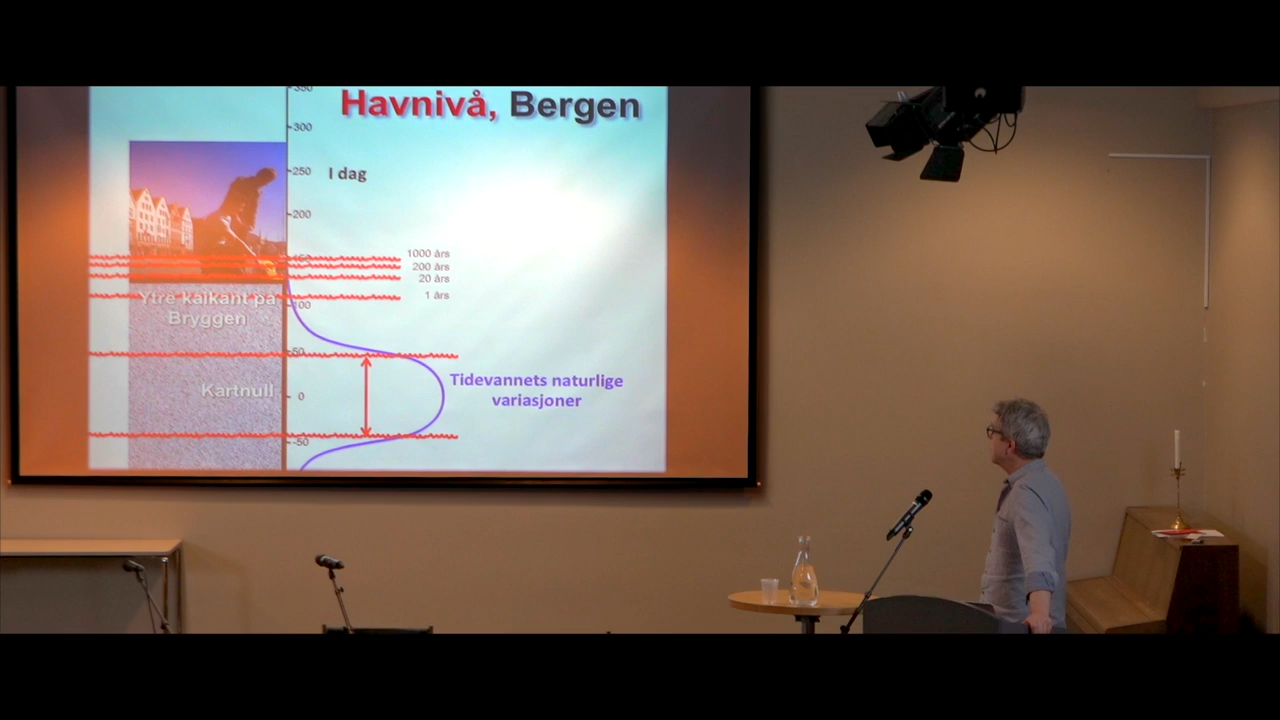 Havnivå, Bergen
350
300
250
I dag
200
150
1000 års
200 års
20 års
1 års
Ytre kaikant på
Bryggen
100
50
Tidevannets naturlige
variasjoner
Kartnull
0
-50